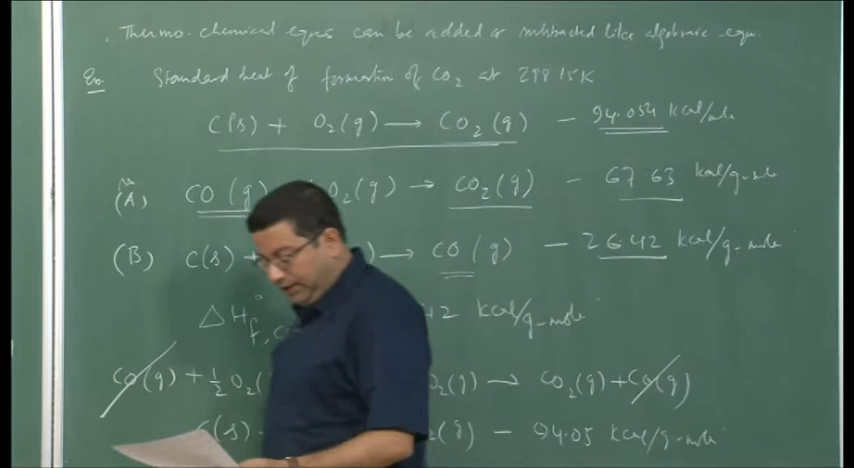 . Thermo-chemical eqns can be added or subtracted like algebraic eqn.
Ex. Standard heat of formation of CO2 at 298.15K
C(s) + O2(g) → CO2(g) - 94.054 kcal/mole
(A) CO(g) O2(g) → CO2(g) - 67.63 kcal/g-mole
(B) C(s) + ) → CO(g) - 26.42 kcal/g-mole
ΔH°f,C 42 kcal/g-mole
CO(g) + 1/2 O2( O2(g) → CO2(g) + CO(g)
C(s) 2(g) - 94.05 kcal/g-mole